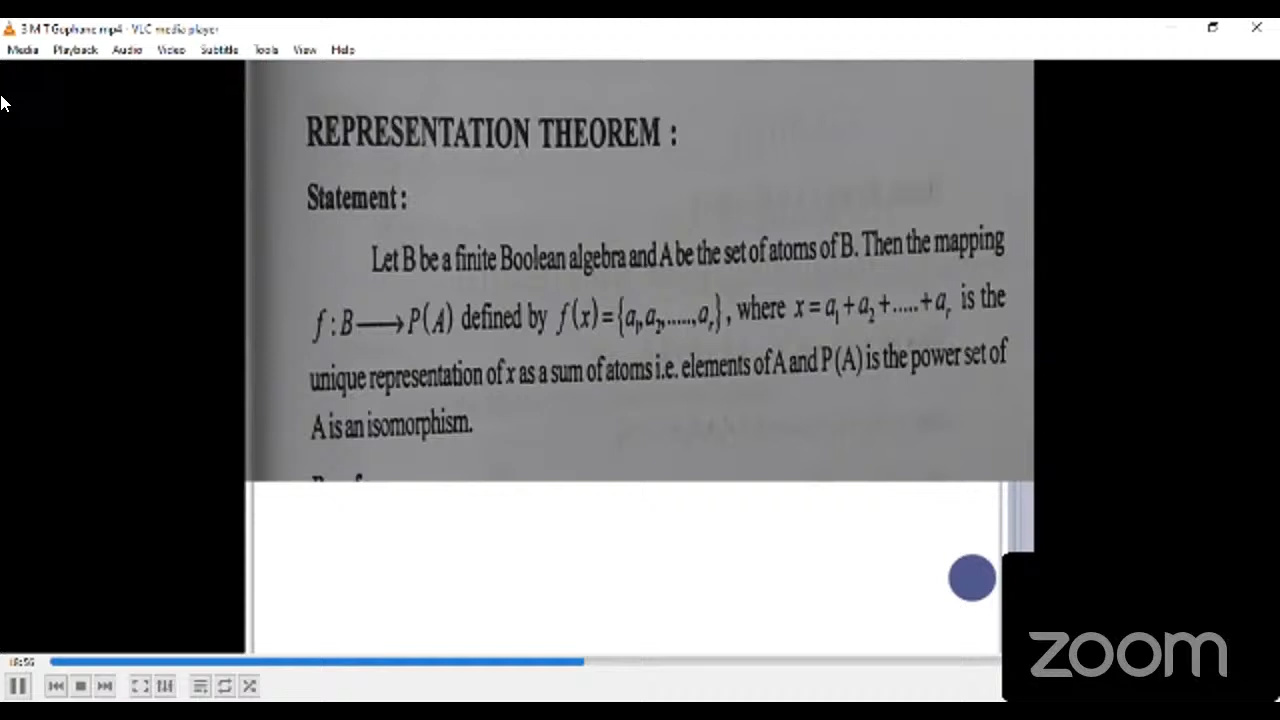 3 M T Gophane.mp4 - VLC media player
Media Playback Audio Video Subtitle Tools View Help
REPRESENTATION THEOREM :
Statement :
Let B be a finite Boolean algebra and A be the set of atoms of B. Then the mapping
f : B ⟶ P(A) defined by f(x) = {a₁, a₂, ....., aᵣ}, where x = a₁ + a₂ + ..... + aᵣ is the
unique representation of x as a sum of atoms i.e. elements of A and P (A) is the power set of
A is an isomorphism.
zoom